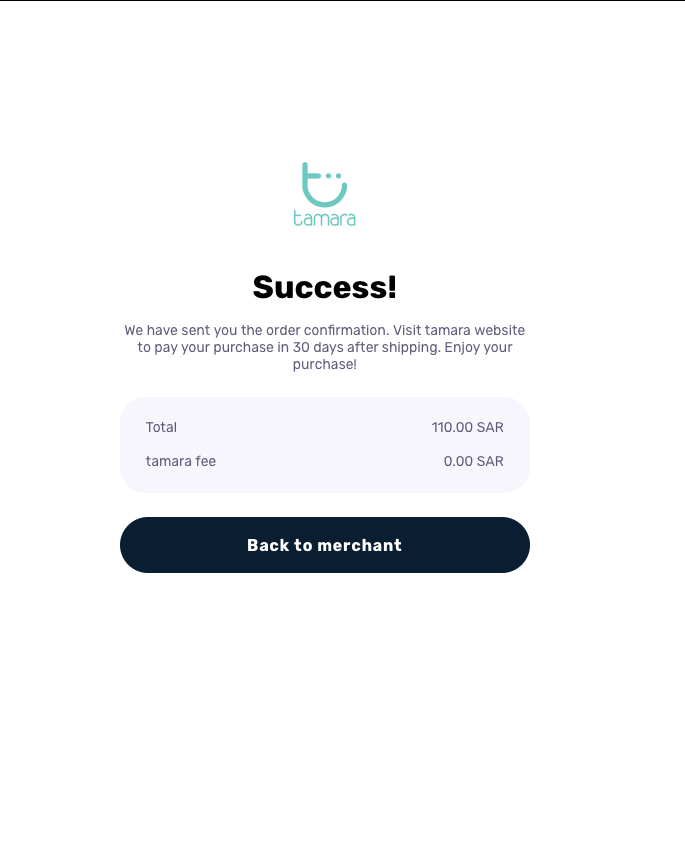 tamara
Success!
We have sent you the order confirmation. Visit tamara website
to pay your purchase in 30 days after shipping. Enjoy your
purchase!
Total 110.00 SAR
tamara fee 0.00 SAR
Back to merchant